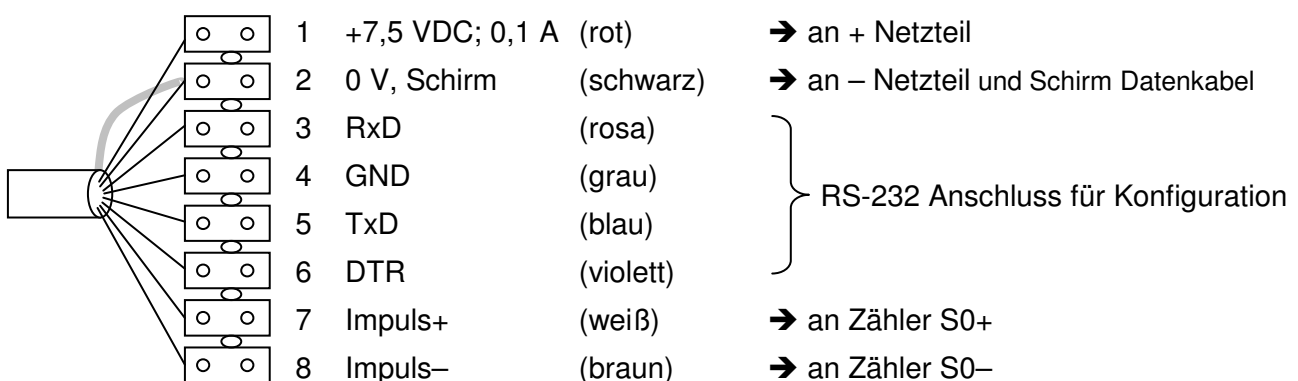 1 +7,5 VDC; 0,1 A (rot) ➔ an + Netzteil
2 0 V, Schirm (schwarz) ➔ an – Netzteil und Schirm Datenkabel
3 RxD (rosa)
4 GND (grau)
RS-232 Anschluss für Konfiguration
5 TxD (blau)
6 DTR (violett)
7 Impuls+ (weiß) ➔ an Zähler S0+
8 Impuls– (braun) ➔ an Zähler S0–